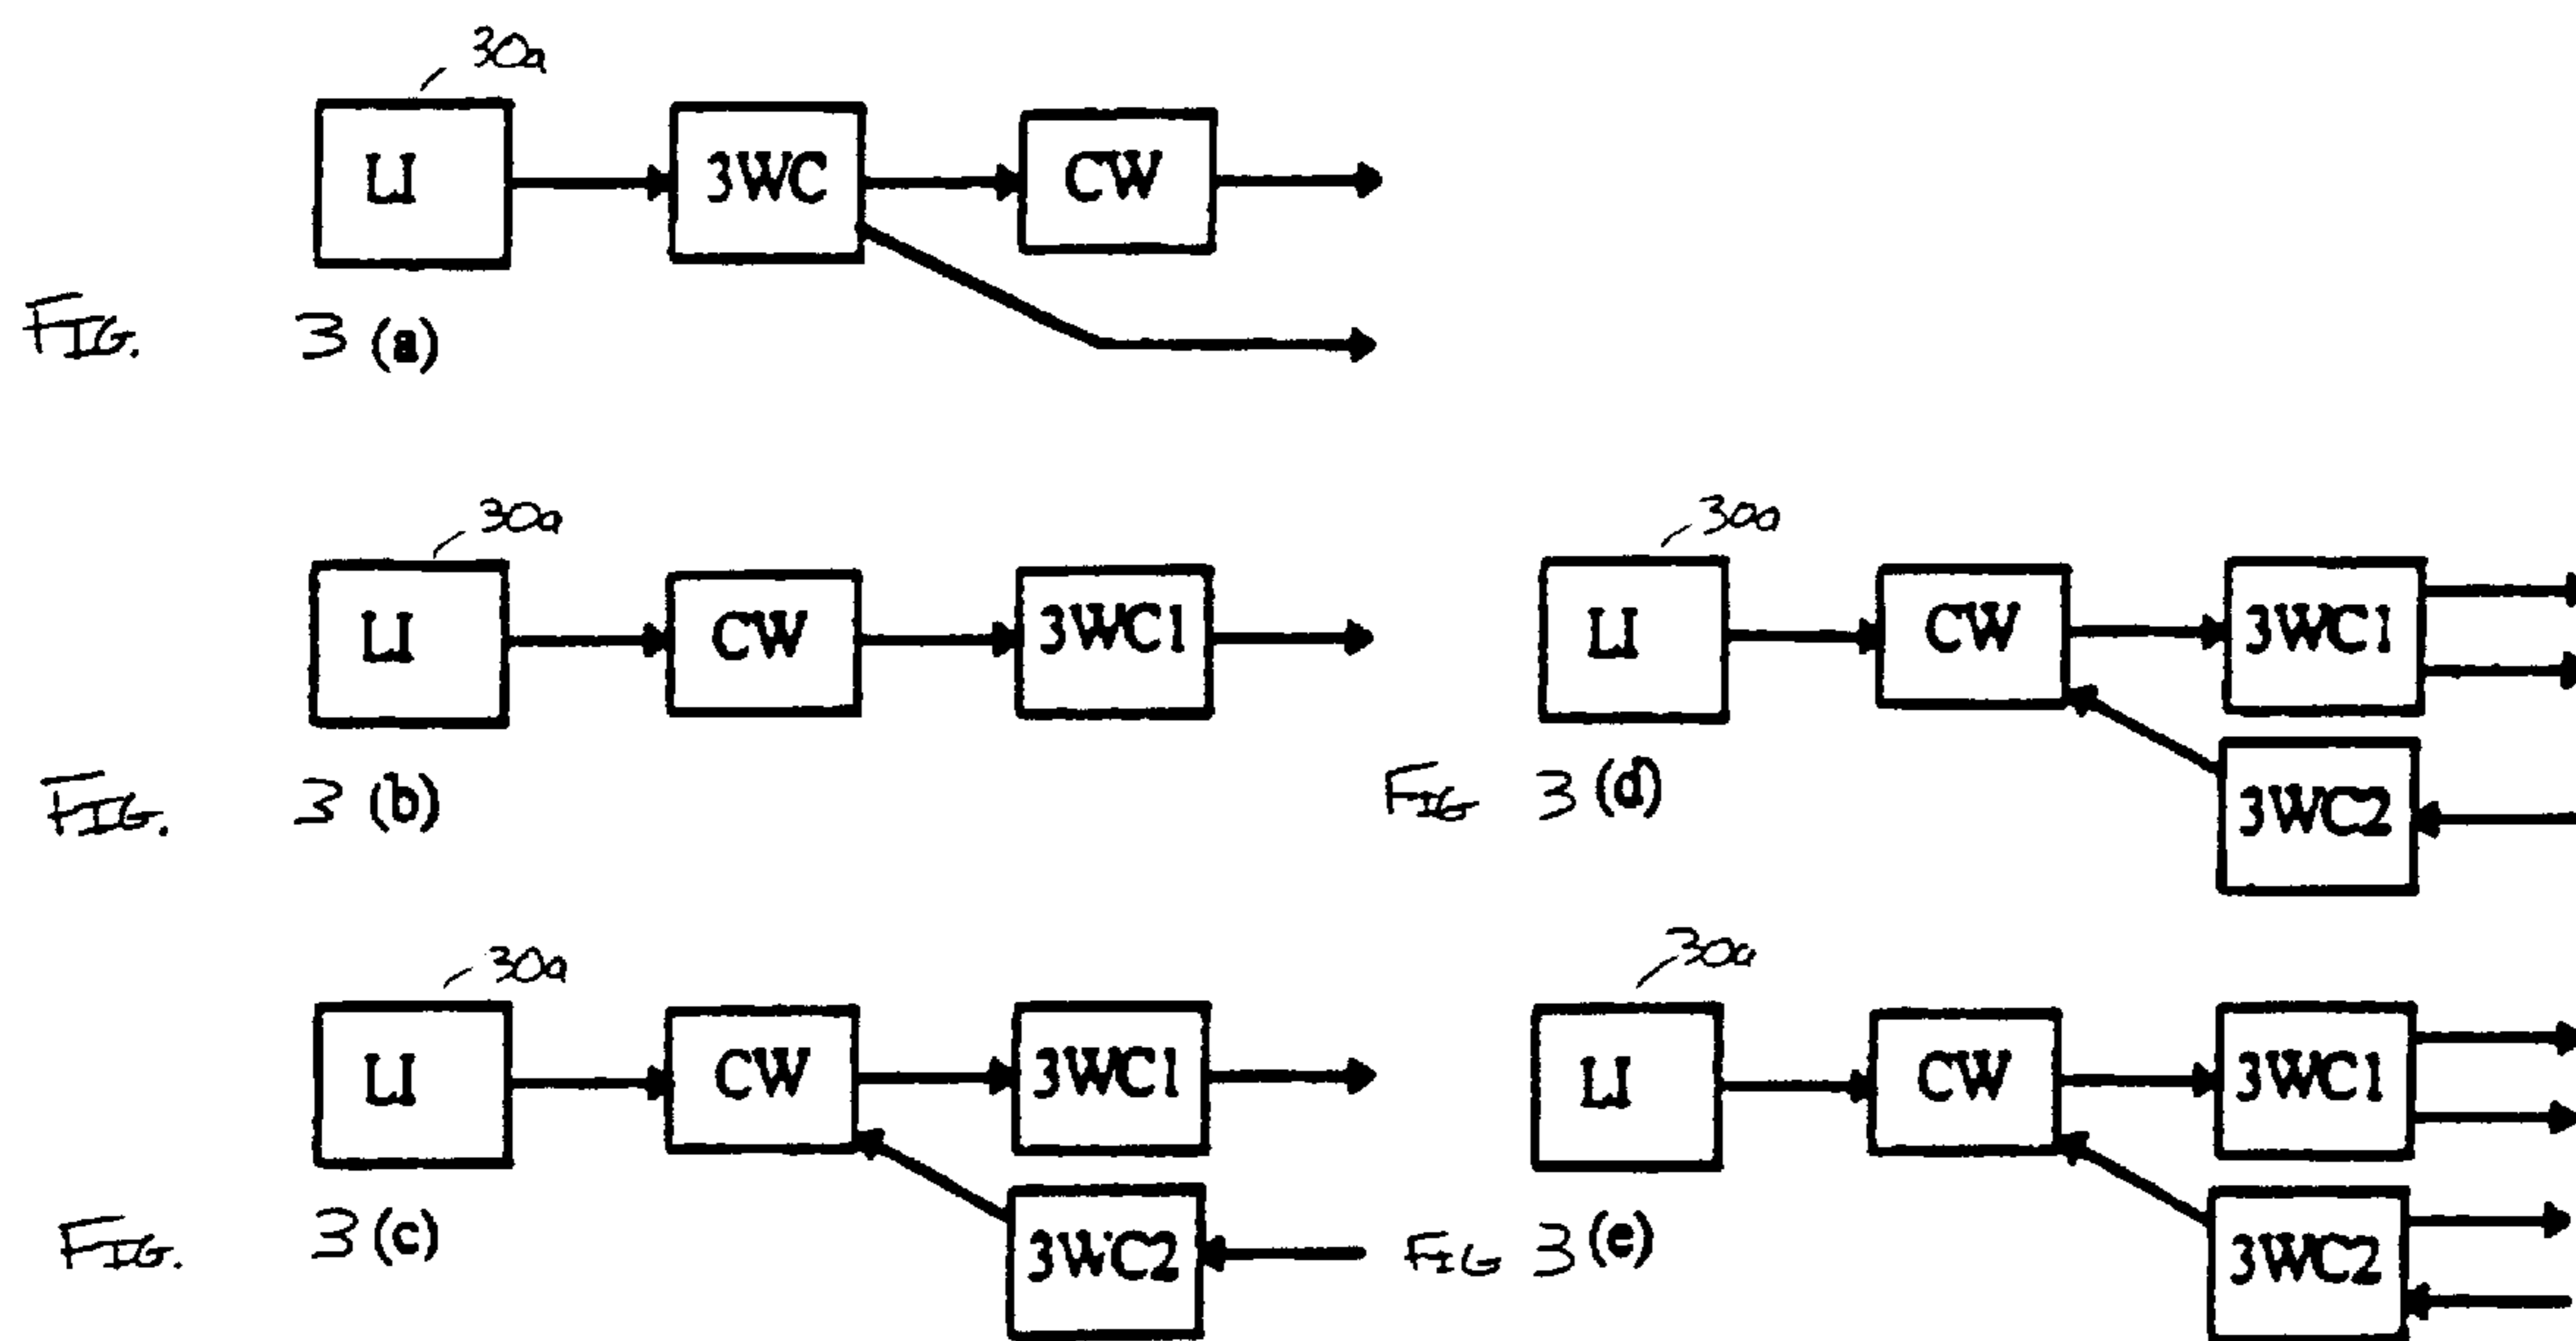 30a
LI 3WC CW
FIG. 3 (a)
30a
LI CW 3WC1
FIG. 3 (b)
30a
LI CW 3WC1
3WC2
FIG 3 (d)
30a
LI CW 3WC1
3WC2
FIG. 3 (c)
30a
LI CW 3WC1
3WC2
FIG 3 (e)